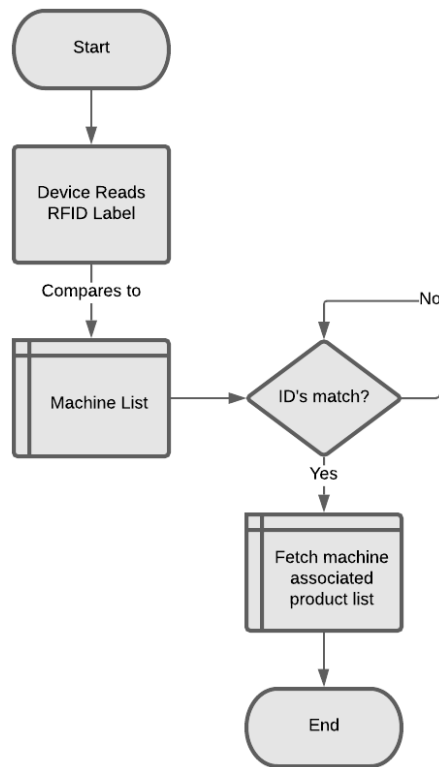 Start
Device Reads
RFID Label
Compares to
No
Machine List
ID's match?
Yes
Fetch machine
associated
product list
End